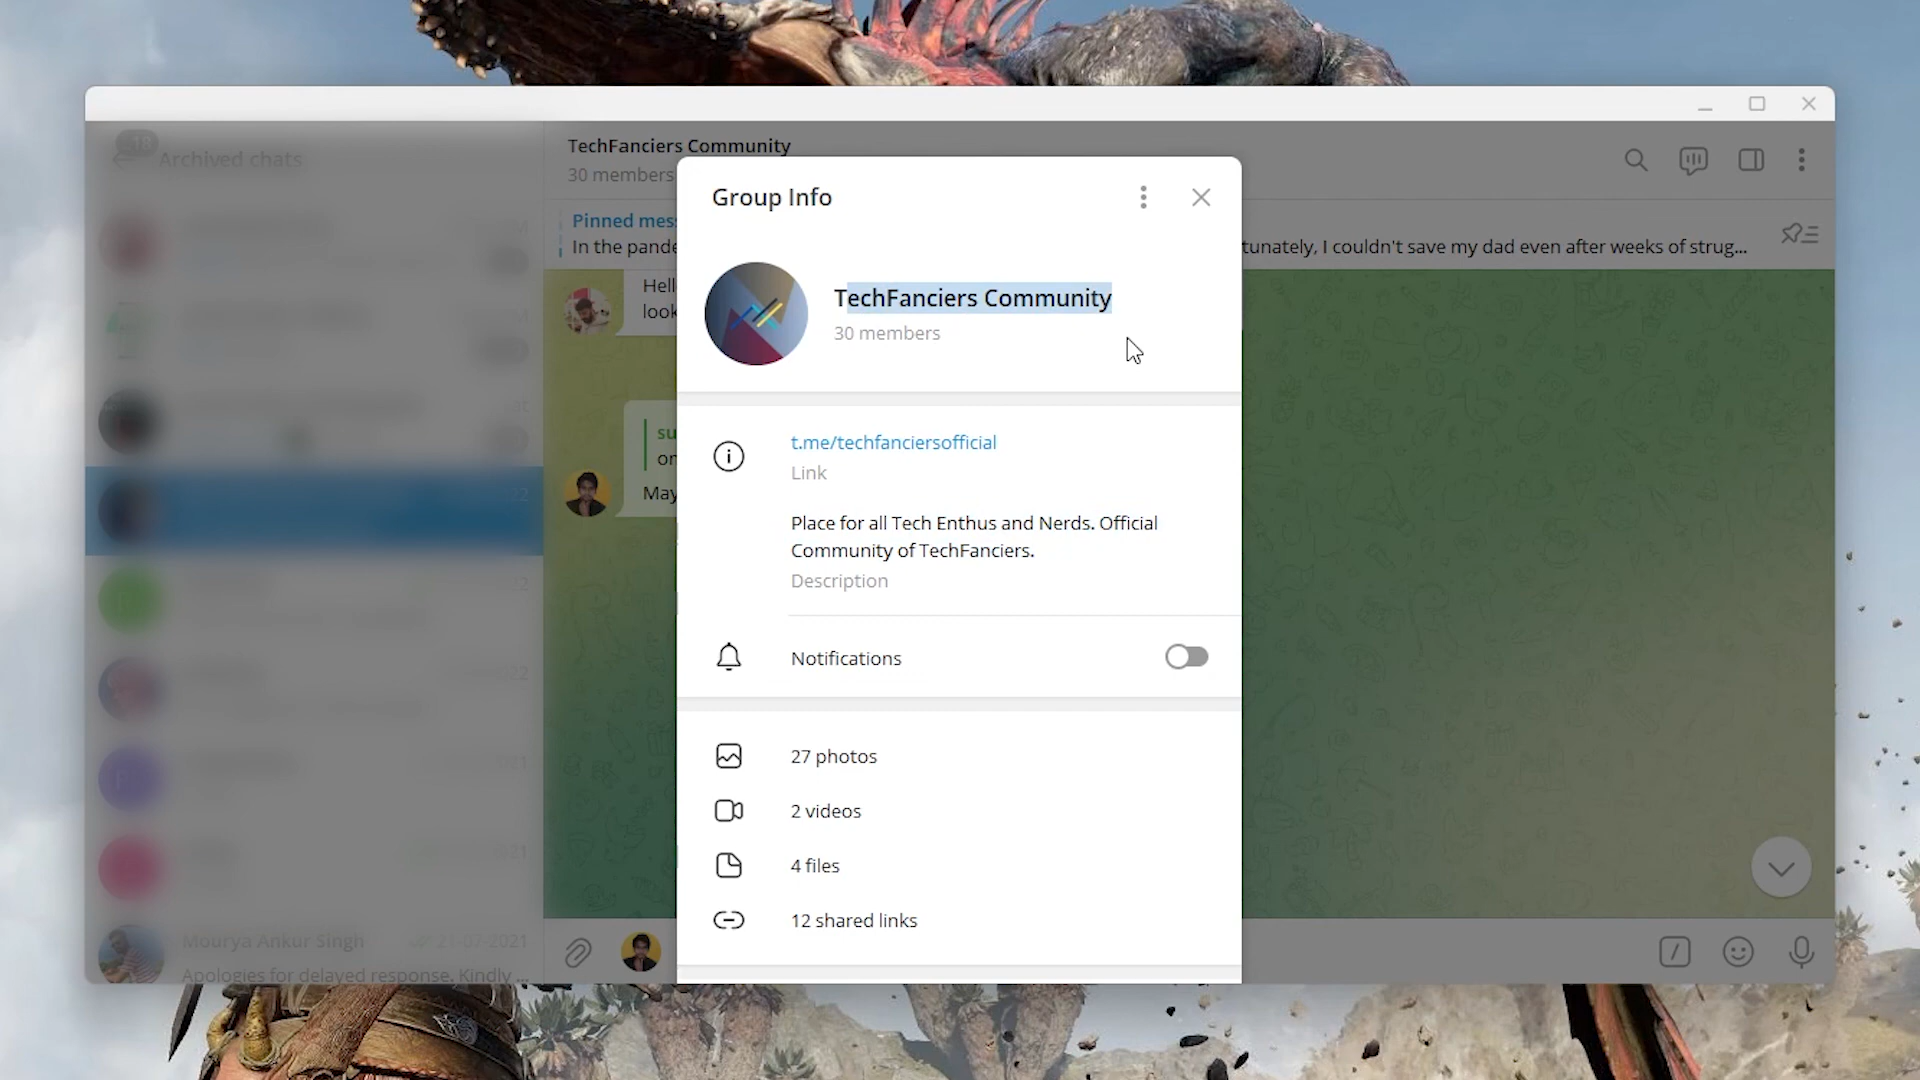 18
Archived chats
Mourya Ankur Singh
21-07-2021
Apologies for delayed response. Kindly ...
TechFanciers Community
30 members
Pinned mes
In the pande
tunately, I couldn't save my dad even after weeks of strug...
Hell
look
su
on
May
Group Info
TechFanciers Community
30 members
t.me/techfanciersofficial
Link
Place for all Tech Enthus and Nerds. Official
Community of TechFanciers.
Description
Notifications
27 photos
2 videos
4 files
12 shared links